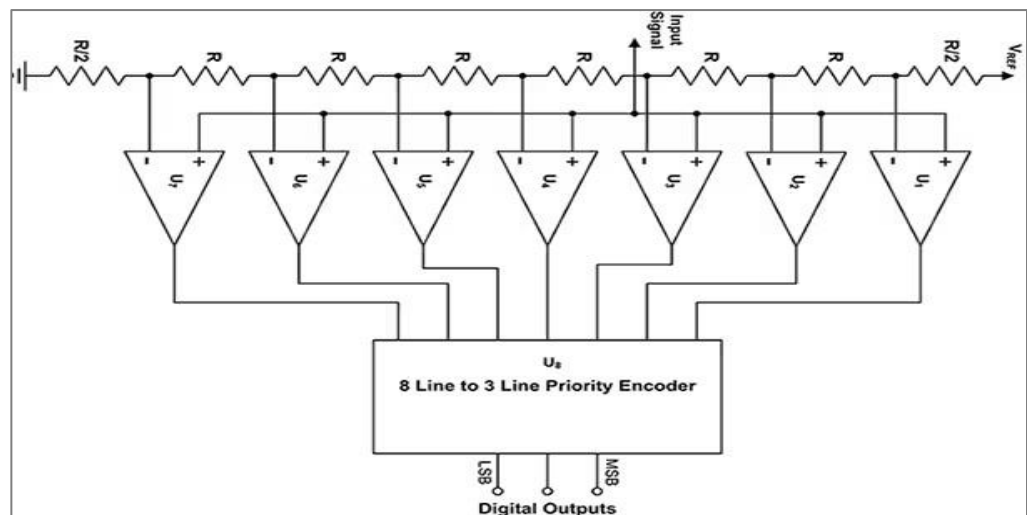 R/2
R
R
R
R
Input Signal
R
R
R/2
VREF
- +
- +
- +
- +
- +
- +
- +
U7
U6
U5
U4
U3
U2
U1
U8
8 Line to 3 Line Priority Encoder
LSB
MSB
Digital Outputs